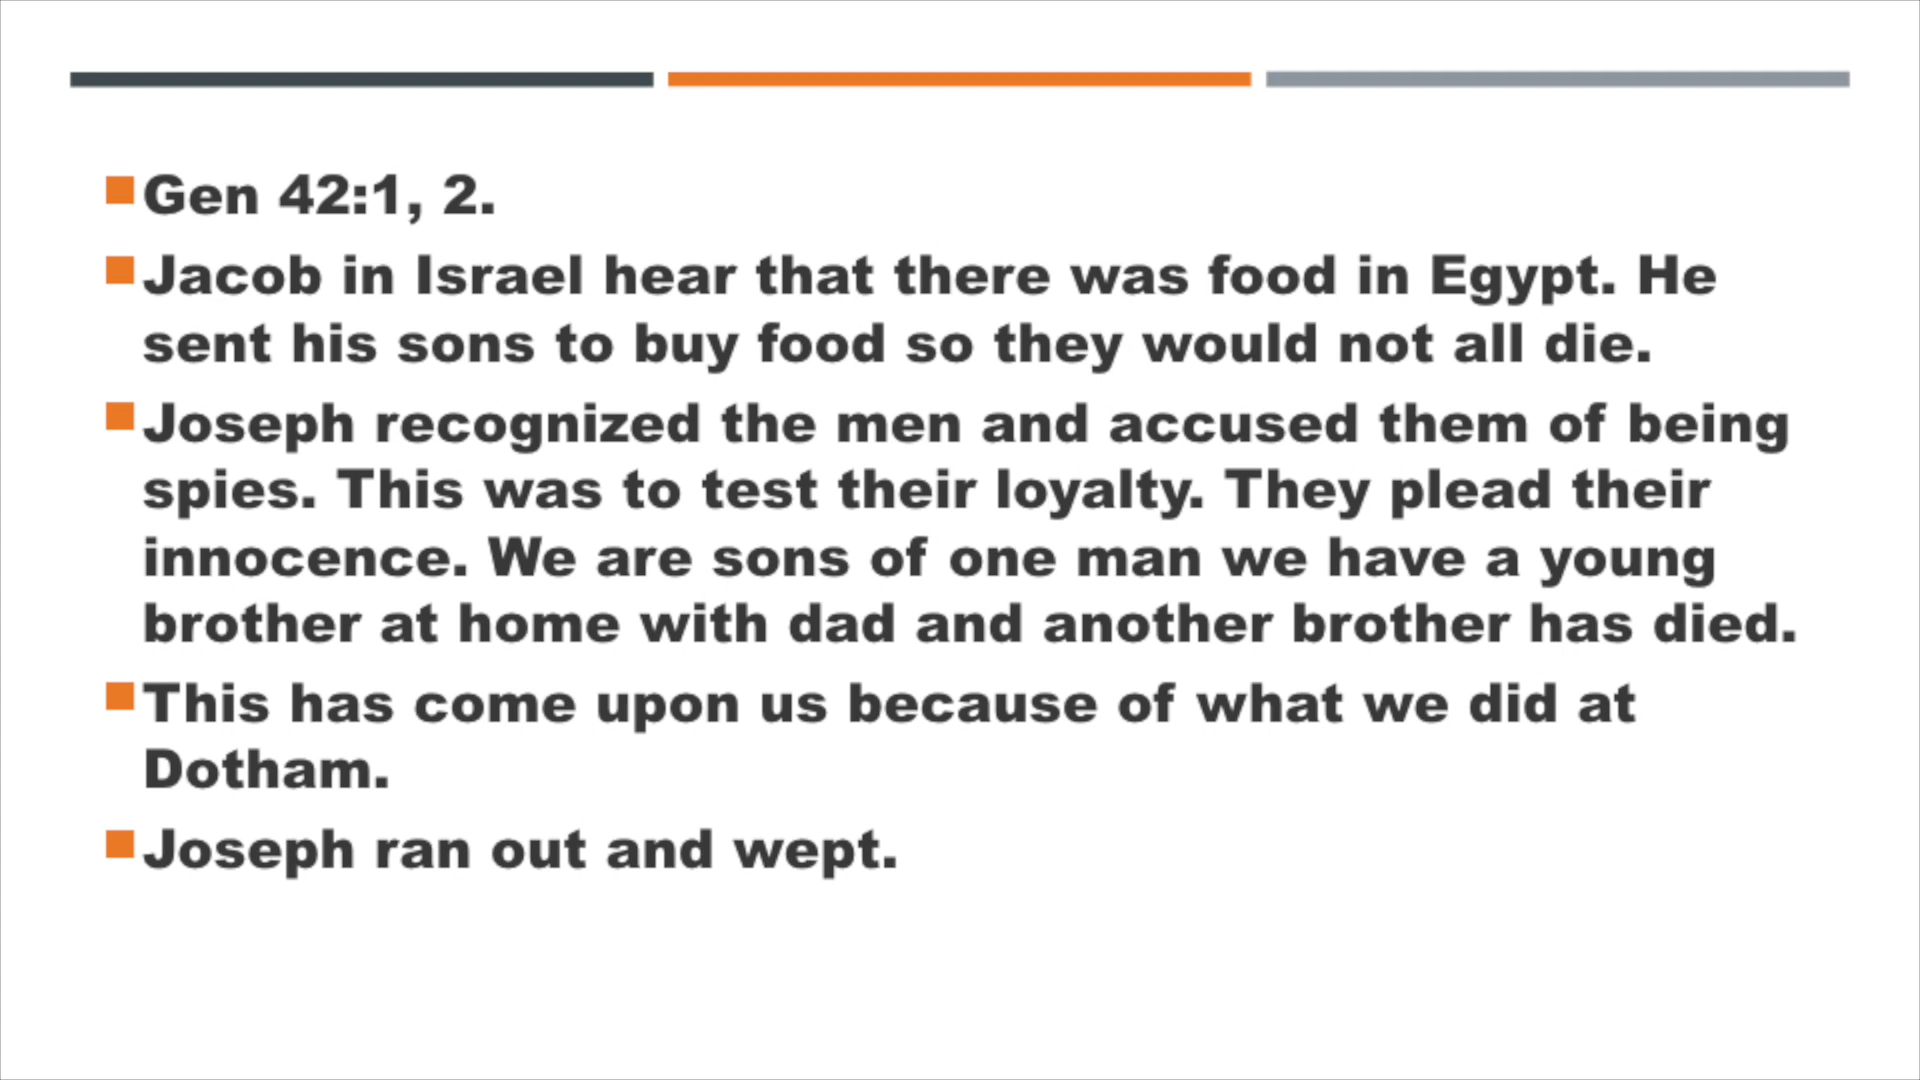 Gen 42:1, 2.
Jacob in Israel hear that there was food in Egypt. He
sent his sons to buy food so they would not all die.
Joseph recognized the men and accused them of being
spies. This was to test their loyalty. They plead their
innocence. We are sons of one man we have a young
brother at home with dad and another brother has died.
This has come upon us because of what we did at
Dotham.
Joseph ran out and wept.